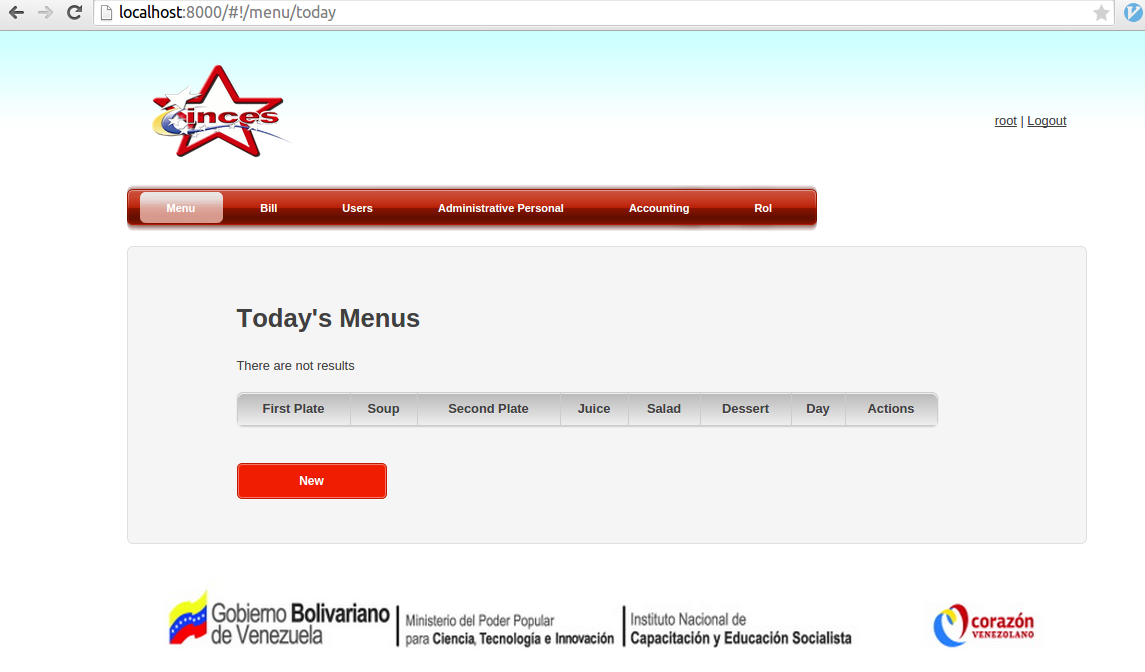 localhost:8000/#!/menu/today
inces
root | Logout
Menu Bill Users Administrative Personal Accounting Rol
Today's Menus
There are not results
First Plate Soup Second Plate Juice Salad Dessert Day Actions
New
Gobierno Bolivariano
de Venezuela
Ministerio del Poder Popular
para Ciencia, Tecnología e Innovación
Instituto Nacional de
Capacitación y Educación Socialista
corazón
VENEZOLANO